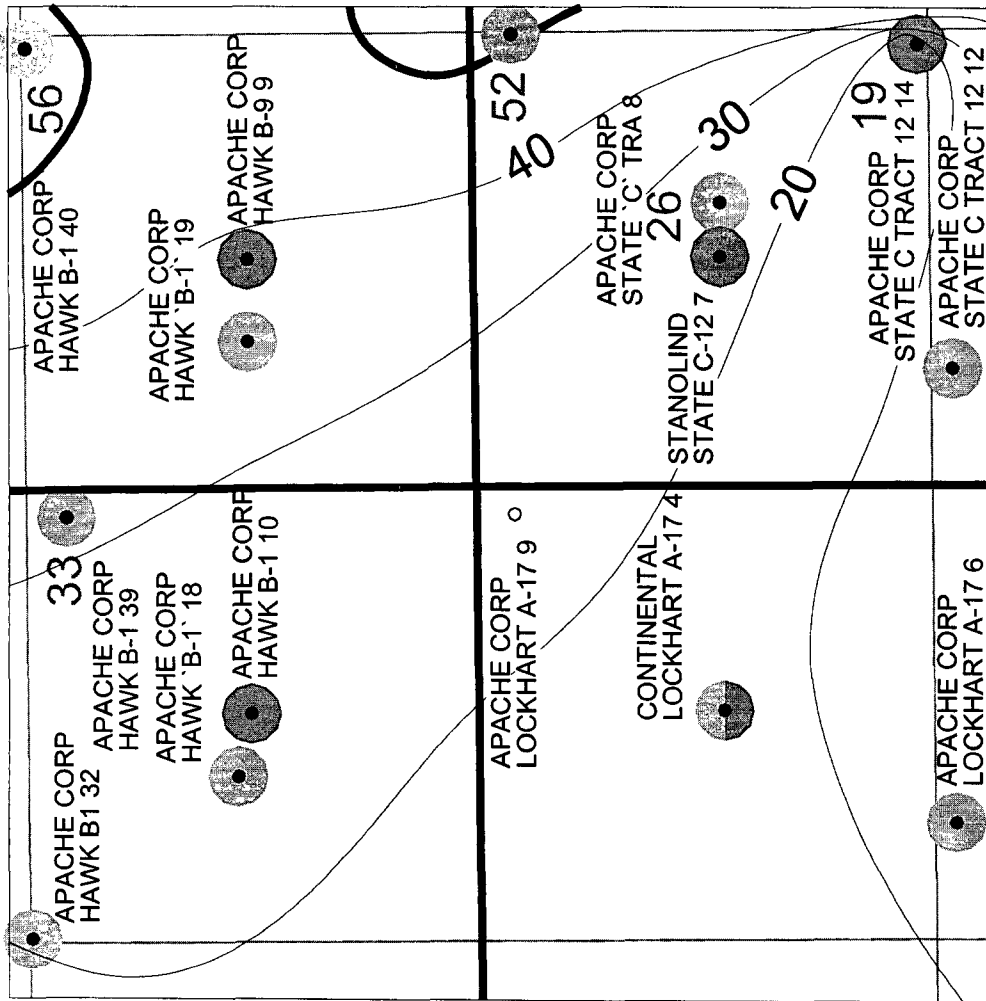 56
APACHE CORP
HAWK B-1 40
APACHE CORP
HAWK `B-1` 19
APACHE CORP
HAWK B-9 9
52
40
APACHE CORP
STATE `C` TRA 8
30
26
20
STANOLIND
STATE C-12 7
19
APACHE CORP
STATE C TRACT 12 14
APACHE CORP
STATE C TRACT 12 12
33
APACHE CORP
HAWK B-1 39
APACHE CORP
HAWK `B-1` 18
APACHE CORP
HAWK B-1 10
APACHE CORP
HAWK B1 32
APACHE CORP
LOCKHART A-17 9
CONTINENTAL
LOCKHART A-17 4
APACHE CORP
LOCKHART A-17 6